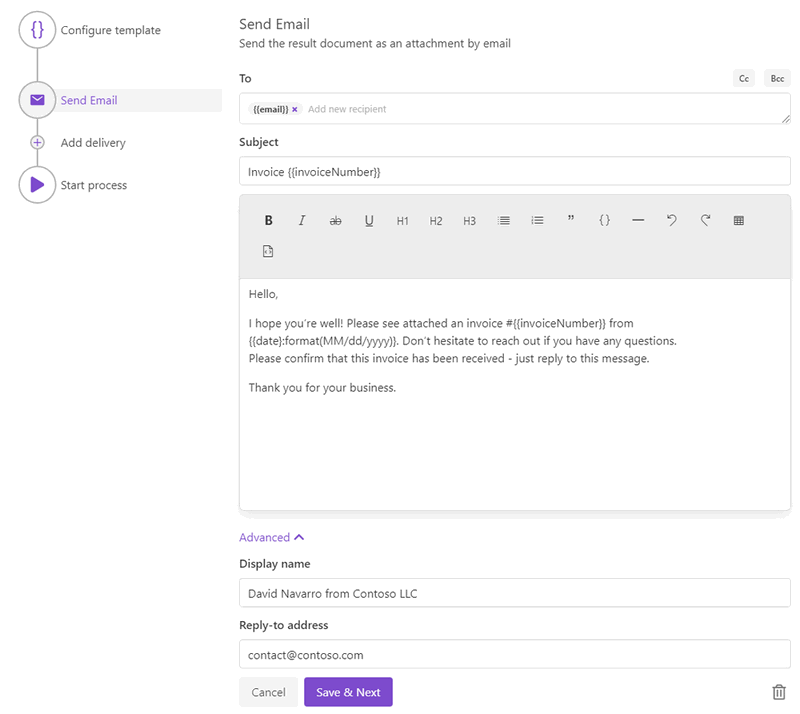 Configure template
Send Email
Add delivery
Start process
Send Email
Send the result document as an attachment by email
To
Cc
Bcc
{{email}} × Add new recipient
Subject
Invoice {{invoiceNumber}}
B I ab U H1 H2 H3 ” {}
Hello,
I hope you're well! Please see attached an invoice #{{invoiceNumber}} from
{{date}:format(MM/dd/yyyy)}. Don't hesitate to reach out if you have any questions.
Please confirm that this invoice has been received - just reply to this message.
Thank you for your business.
Advanced
Display name
David Navarro from Contoso LLC
Reply-to address
contact@contoso.com
Cancel
Save & Next